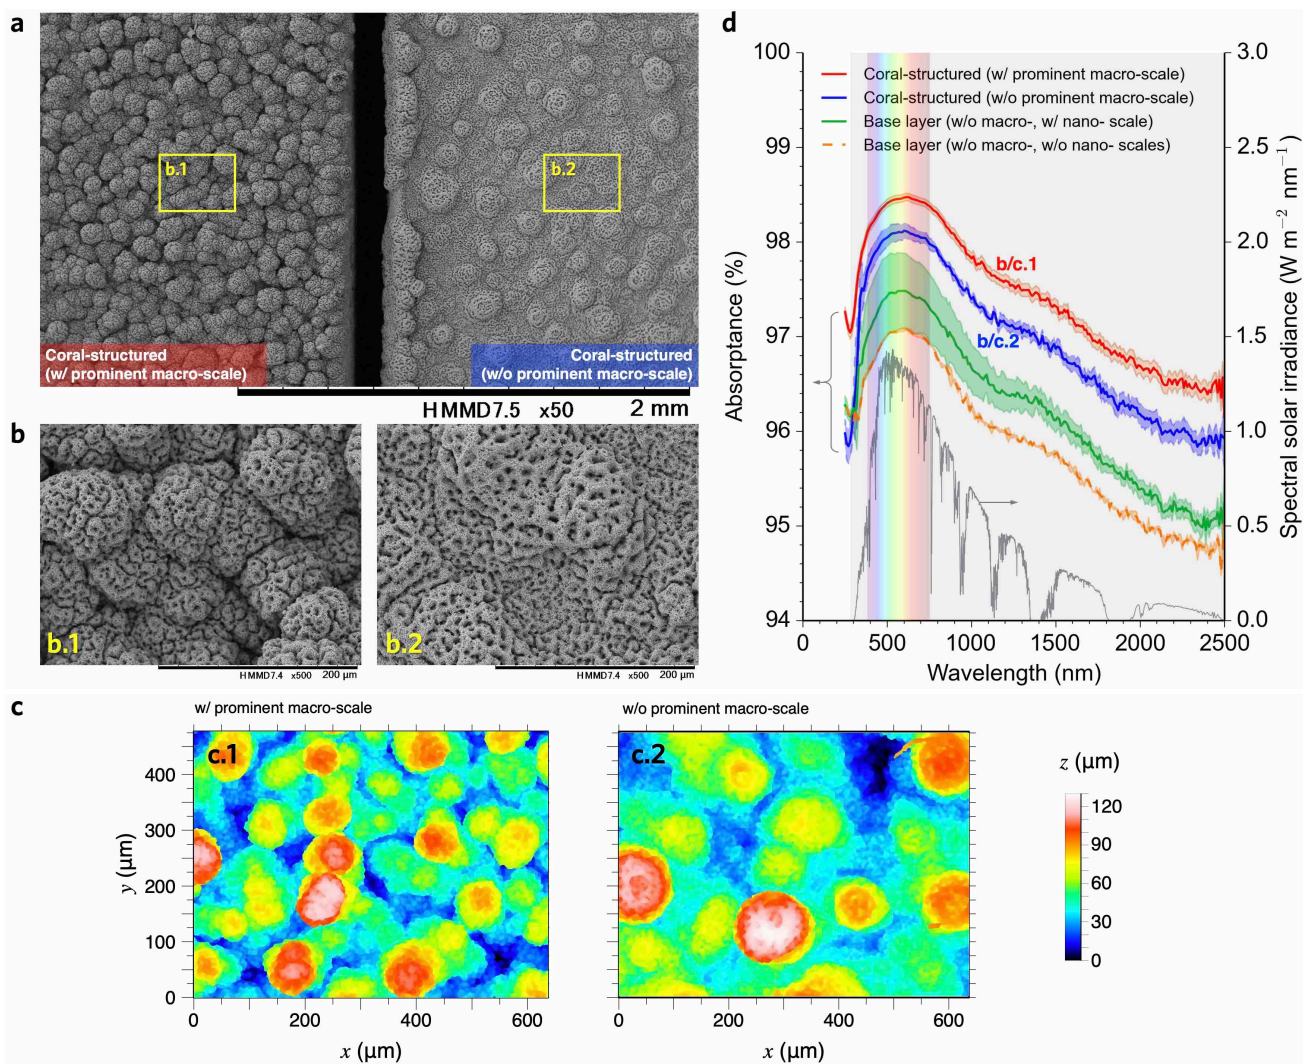 a
b.1
b.2
Coral-structured
(w/ prominent macro-scale)
Coral-structured
(w/o prominent macro-scale)
HMMD7.5 x50 2 mm
b
b.1
HMMD7.4 x500 200 µm
b.2
HMMD7.4 x500 200 µm
d
Coral-structured (w/ prominent macro-scale)
Coral-structured (w/o prominent macro-scale)
Base layer (w/o macro-, w/ nano- scale)
Base layer (w/o macro-, w/o nano- scales)
b/c.1
b/c.2
Absorptance (%)
100
99
98
97
96
95
94
Spectral solar irradiance (W m⁻² nm⁻¹)
3.0
2.5
2.0
1.5
1.0
0.5
0.0
0 500 1000 1500 2000 2500
Wavelength (nm)
c
w/ prominent macro-scale
c.1
y (µm)
400
300
200
100
0
0 200 400 600
x (µm)
w/o prominent macro-scale
c.2
0 200 400 600
x (µm)
z (µm)
120
90
60
30
0